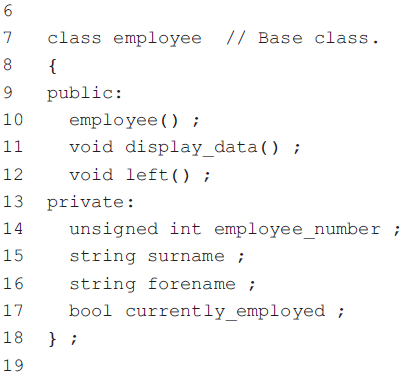 6
7 class employee // Base class.
8 {
9 public:
10 employee() ;
11 void display_data() ;
12 void left() ;
13 private:
14 unsigned int employee_number ;
15 string surname ;
16 string forename ;
17 bool currently_employed ;
18 } ;
19